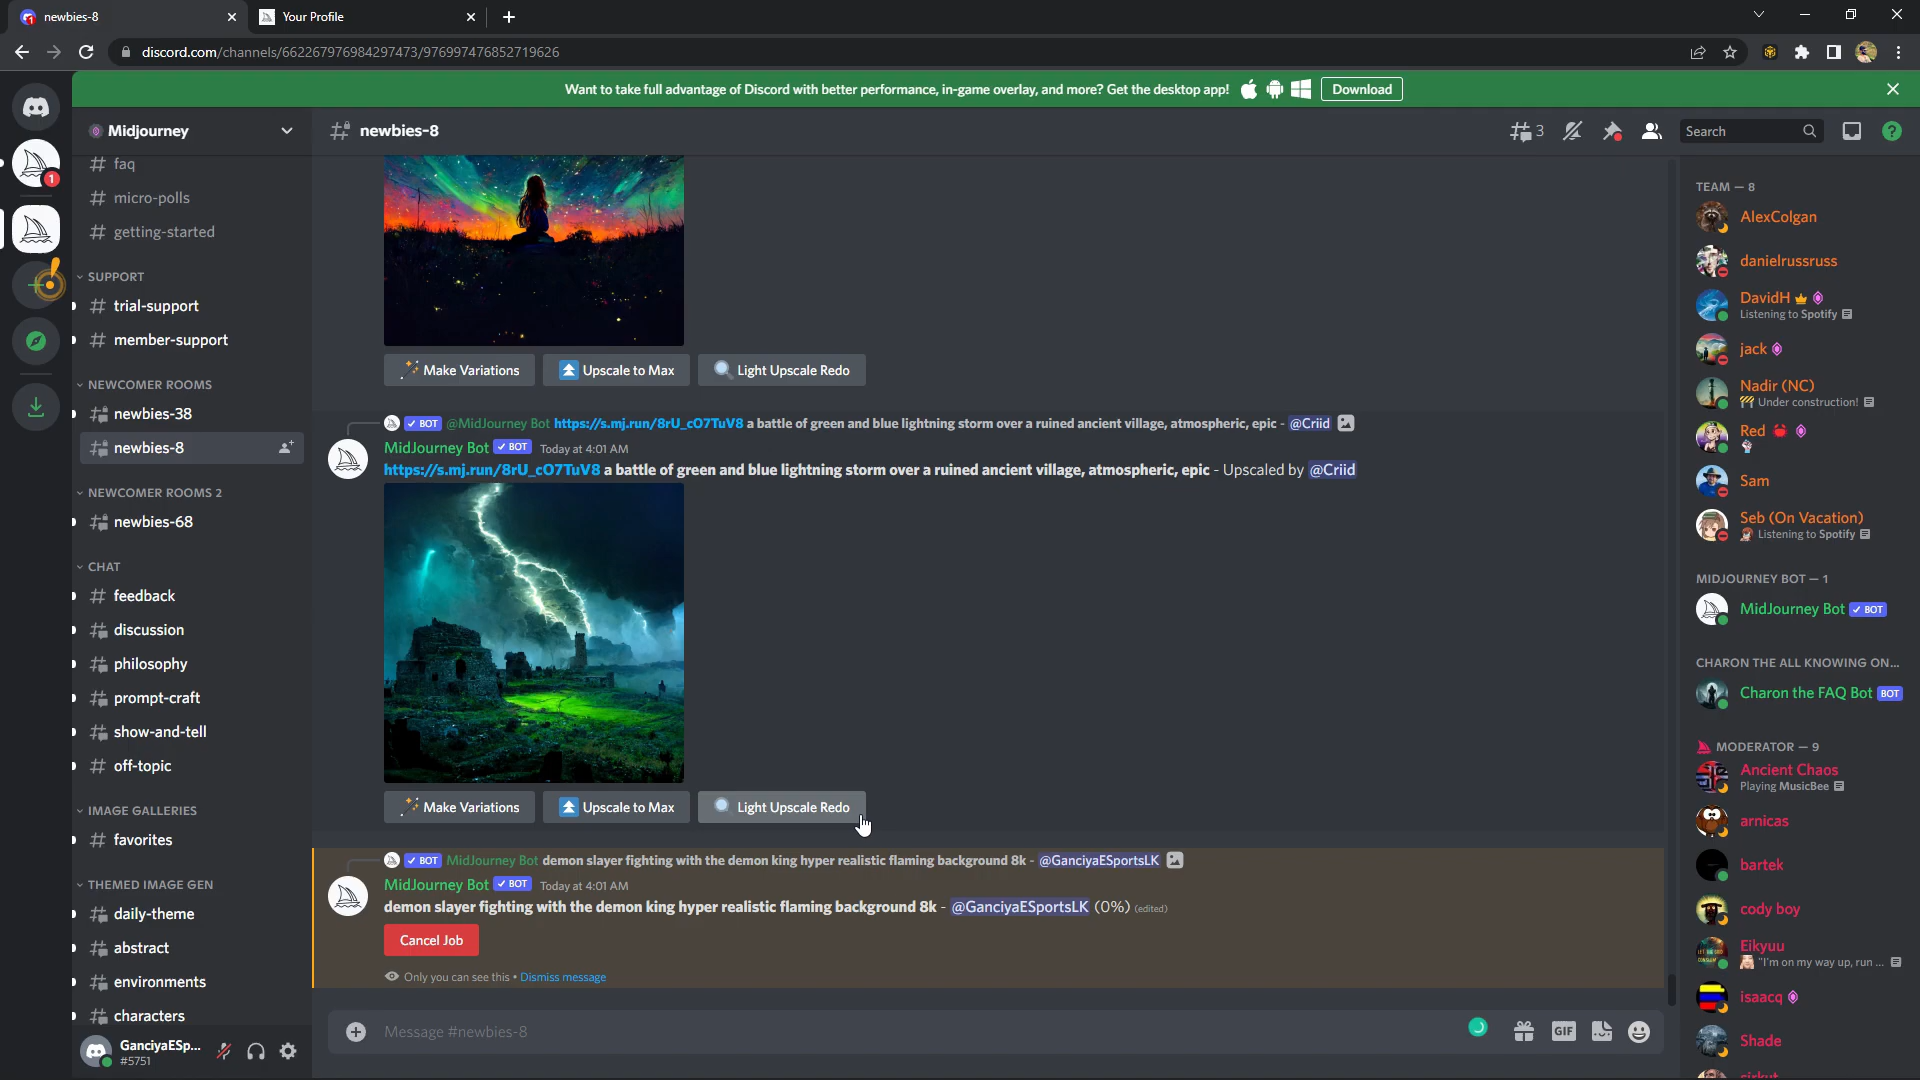 newbies-8
Your Profile
discord.com/channels/662267976984297473/976997476852719626
Want to take full advantage of Discord with better performance, in-game overlay, and more? Get the desktop app!
Download
1
Midjourney
faq
micro-polls
getting-started
SUPPORT
trial-support
member-support
NEWCOMER ROOMS
newbies-38
newbies-8
NEWCOMER ROOMS 2
newbies-68
CHAT
feedback
discussion
philosophy
prompt-craft
show-and-tell
off-topic
IMAGE GALLERIES
favorites
THEMED IMAGE GEN
daily-theme
abstract
environments
characters
GanciyaESp...
#5751
newbies-8
3
Search
Make Variations
Upscale to Max
Light Upscale Redo
BOT @MidJourney Bot https://s.mj.run/8rU_cO7TuV8 a battle of green and blue lightning storm over a ruined ancient village, atmospheric, epic - @Criid
MidJourney Bot BOT Today at 4:01 AM
https://s.mj.run/8rU_cO7TuV8 a battle of green and blue lightning storm over a ruined ancient village, atmospheric, epic - Upscaled by @Criid
Make Variations
Upscale to Max
Light Upscale Redo
BOT MidJourney Bot demon slayer fighting with the demon king hyper realistic flaming background 8k - @GanciyaESportsLK
MidJourney Bot BOT Today at 4:01 AM
demon slayer fighting with the demon king hyper realistic flaming background 8k - @GanciyaESportsLK (0%) (edited)
Cancel Job
Only you can see this • Dismiss message
Message #newbies-8
GIF
TEAM — 8
AlexColgan
danielrussruss
DavidH
Listening to Spotify
jack
Nadir (NC)
Under construction!
Red
Sam
Seb (On Vacation)
Listening to Spotify
MIDJOURNEY BOT — 1
MidJourney Bot BOT
CHARON THE ALL KNOWING ON...
Charon the FAQ Bot BOT
MODERATOR — 9
Ancient Chaos
Playing MusicBee
arnicas
bartek
cody boy
Eikyuu
"I'm on my way up, run ...
isaacq
Shade